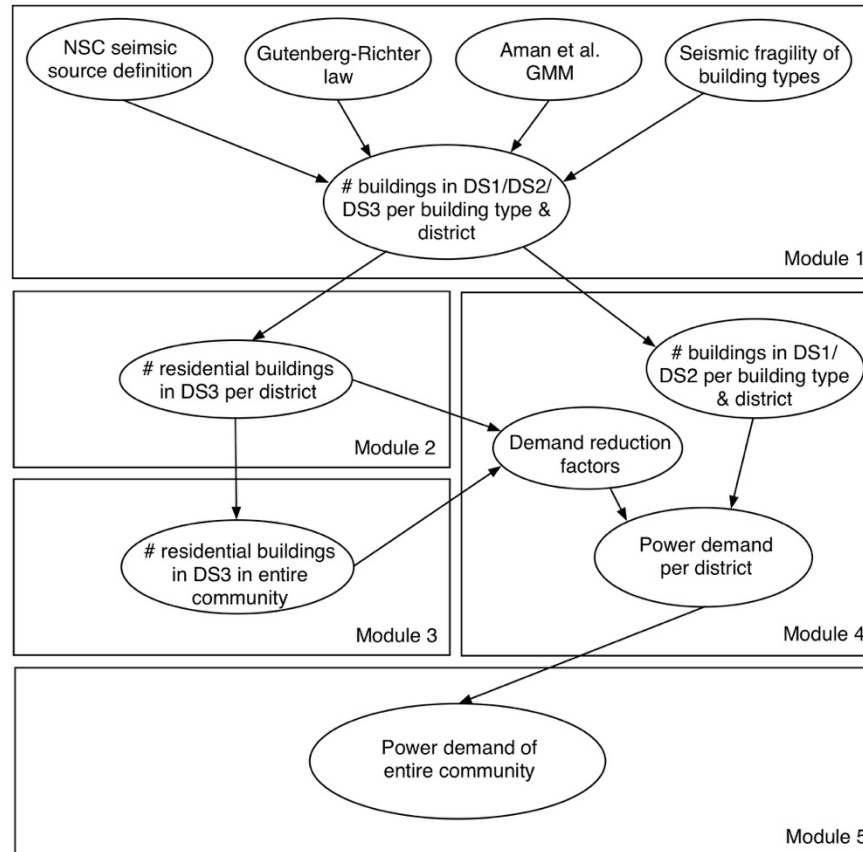 NSC seimsic
source definition
Gutenberg-Richter
law
Aman et al.
GMM
Seismic fragility of
building types
# buildings in DS1/DS2/
DS3 per building type &
district
Module 1
# residential buildings
in DS3 per district
Module 2
# buildings in DS1/
DS2 per building type
& district
Demand reduction
factors
# residential buildings
in DS3 in entire
community
Module 3
Power demand
per district
Module 4
Power demand of
entire community
Module 5